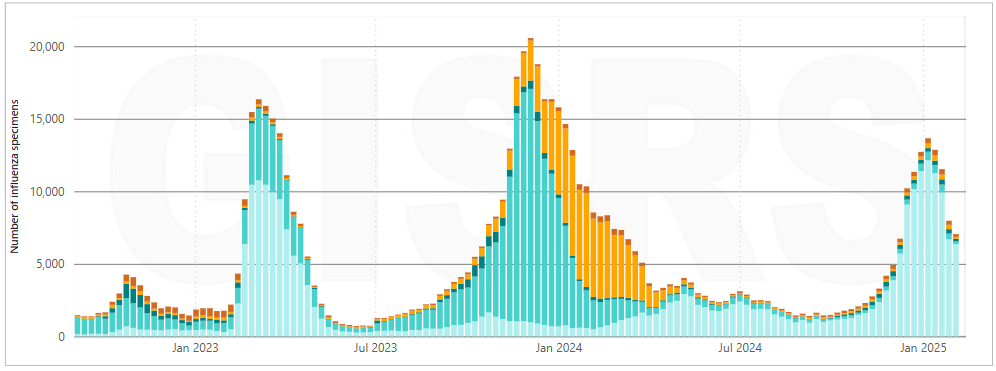 GISRS
Number of influenza specimens
20,000
15,000
10,000
5,000
0
Jan 2023
Jul 2023
Jan 2024
Jul 2024
Jan 2025